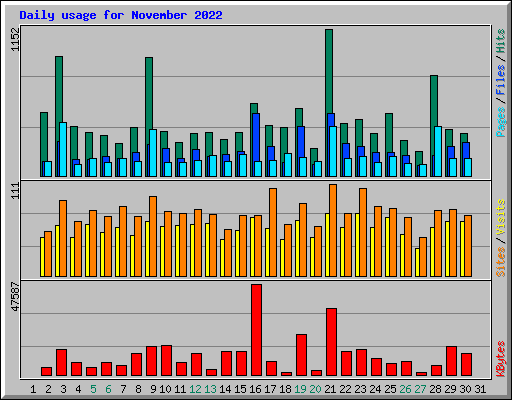 Daily usage for November 2022
1152
Pages / Files / Hits
111
Sites / Visits
47587
KBytes
1 2 3 4 5 6 7 8 9 10 11 12 13 14 15 16 17 18 19 20 21 22 23 24 25 26 27 28 29 30 31